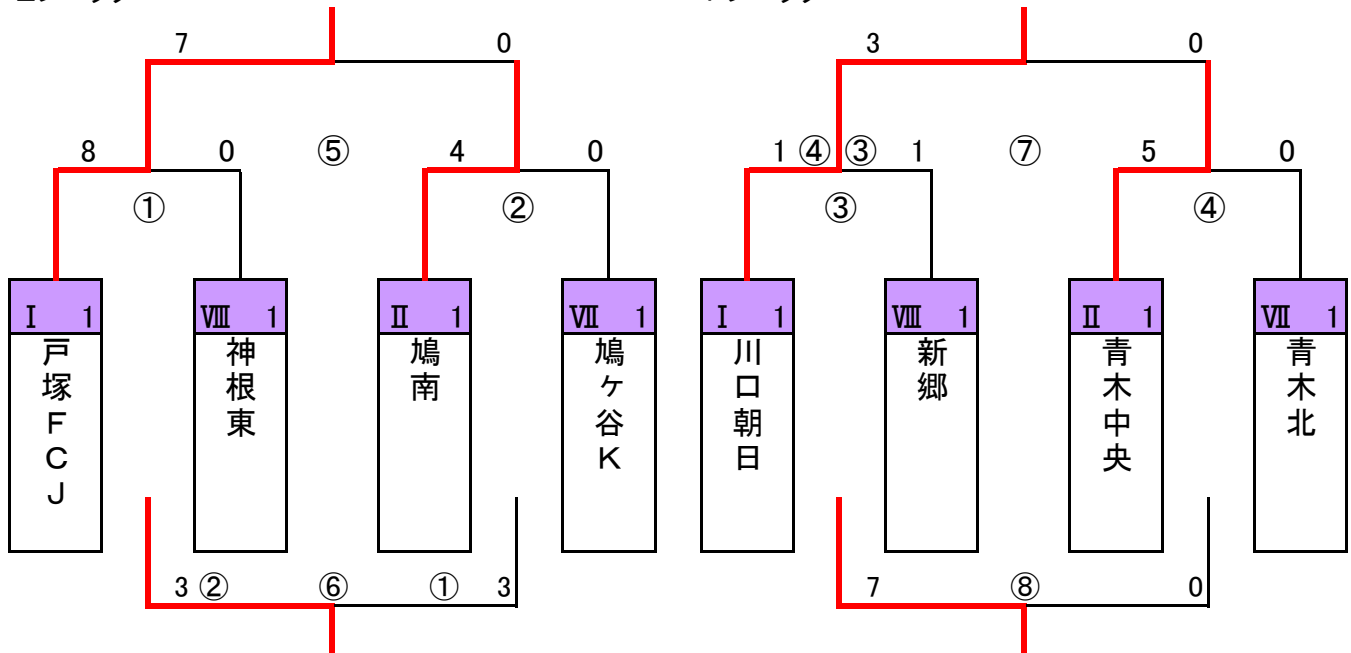 7 0 3 0
8 0 ⑤ 4 0 1 ④ ③ 1 ⑦ 5 0
① ② ③ ④
Ⅰ 1 Ⅷ 1 Ⅱ 1 Ⅶ 1 Ⅰ 1 Ⅷ 1 Ⅱ 1 Ⅶ 1
戸塚FCJ
神根東
鳩南
鳩ヶ谷K
川口朝日
新郷
青木中央
青木北
3 ② ⑥ ① 3 7 ⑧ 0